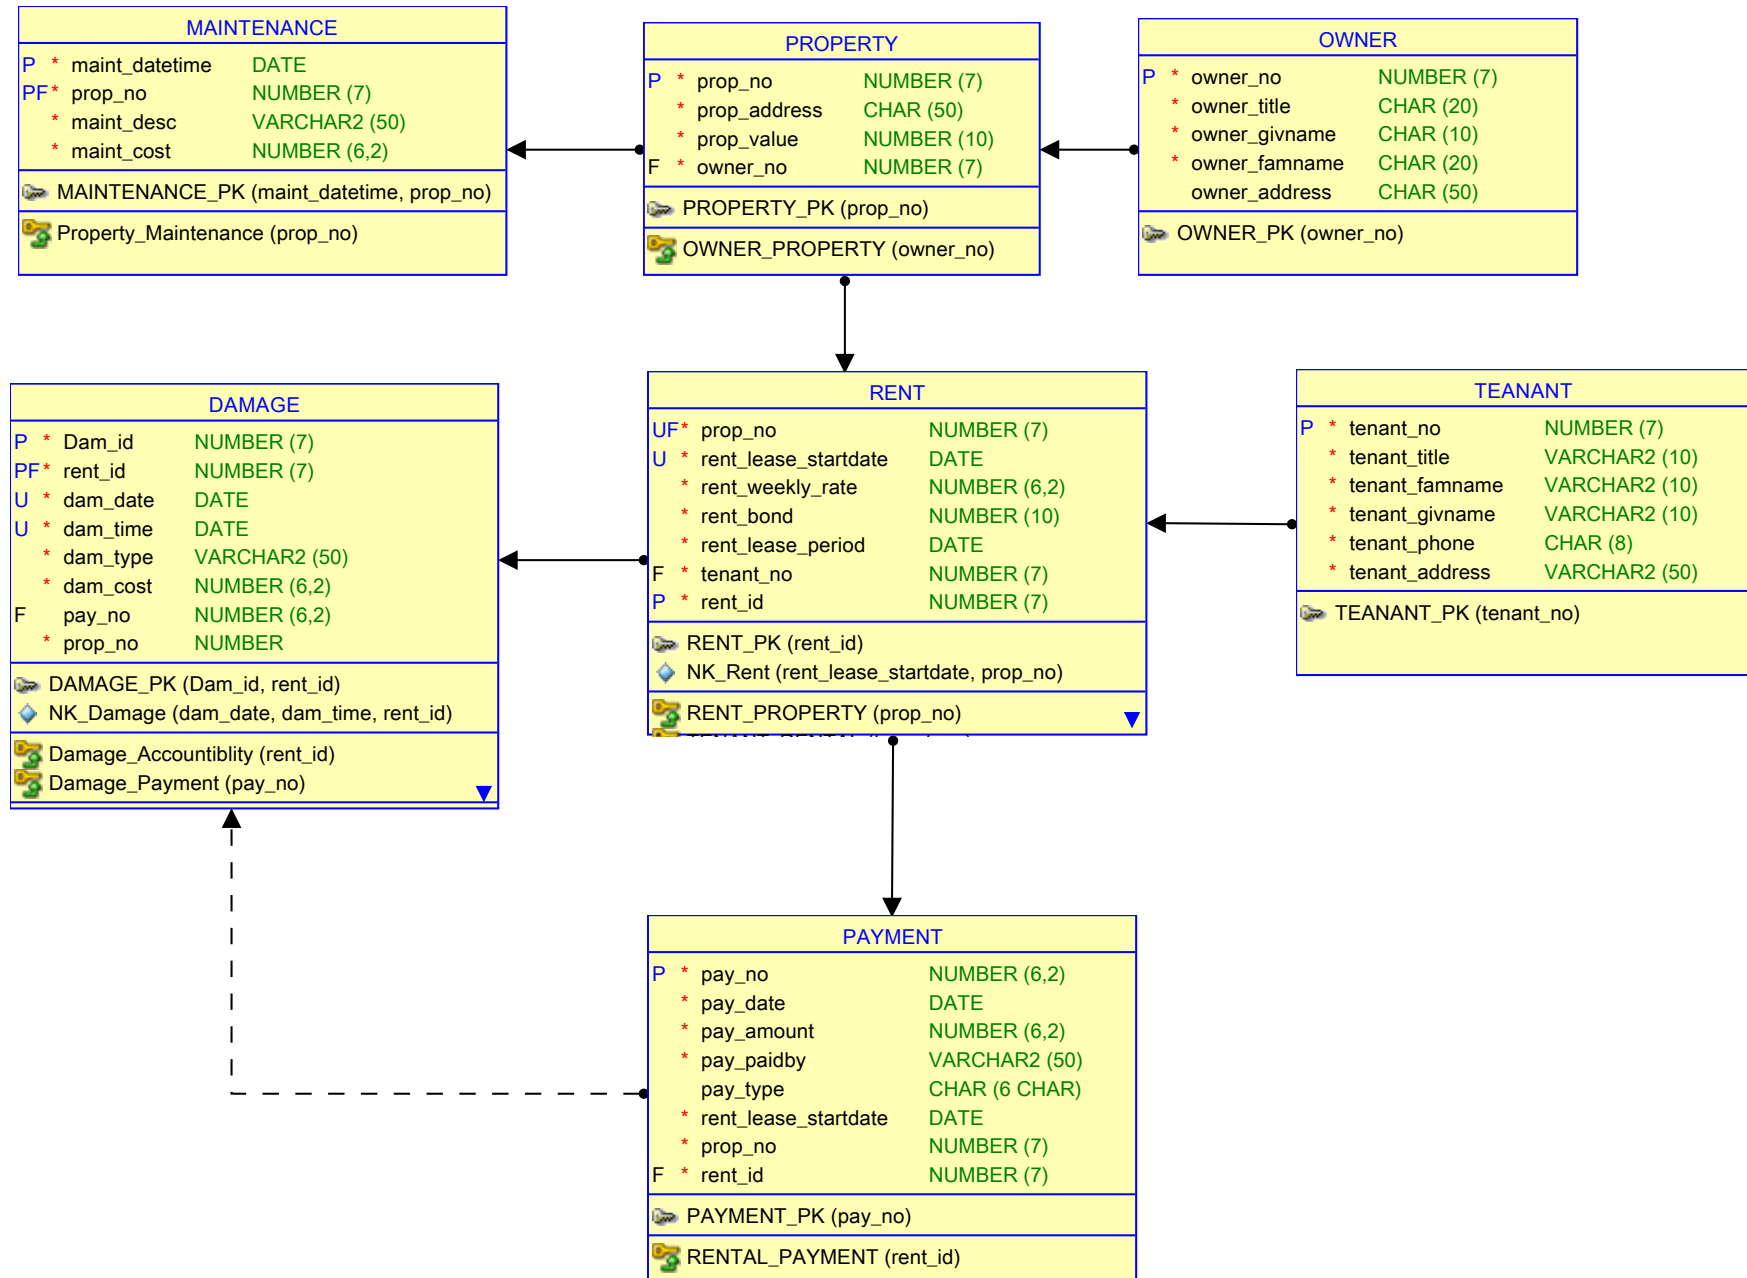 MAINTENANCE
P * maint_datetime DATE
PF* prop_no NUMBER (7)
* maint_desc VARCHAR2 (50)
* maint_cost NUMBER (6,2)
MAINTENANCE_PK (maint_datetime, prop_no)
Property_Maintenance (prop_no)
PROPERTY
P * prop_no NUMBER (7)
* prop_address CHAR (50)
* prop_value NUMBER (10)
F * owner_no NUMBER (7)
PROPERTY_PK (prop_no)
OWNER_PROPERTY (owner_no)
OWNER
P * owner_no NUMBER (7)
* owner_title CHAR (20)
* owner_givname CHAR (10)
* owner_famname CHAR (20)
owner_address CHAR (50)
OWNER_PK (owner_no)
DAMAGE
P * Dam_id NUMBER (7)
PF* rent_id NUMBER (7)
U * dam_date DATE
U * dam_time DATE
* dam_type VARCHAR2 (50)
* dam_cost NUMBER (6,2)
F pay_no NUMBER (6,2)
* prop_no NUMBER
DAMAGE_PK (Dam_id, rent_id)
NK_Damage (dam_date, dam_time, rent_id)
Damage_Accountiblity (rent_id)
Damage_Payment (pay_no)
RENT
UF* prop_no NUMBER (7)
U * rent_lease_startdate DATE
* rent_weekly_rate NUMBER (6,2)
* rent_bond NUMBER (10)
* rent_lease_period DATE
F * tenant_no NUMBER (7)
P * rent_id NUMBER (7)
RENT_PK (rent_id)
NK_Rent (rent_lease_startdate, prop_no)
RENT_PROPERTY (prop_no)
TEANANT
P * tenant_no NUMBER (7)
* tenant_title VARCHAR2 (10)
* tenant_famname VARCHAR2 (10)
* tenant_givname VARCHAR2 (10)
* tenant_phone CHAR (8)
* tenant_address VARCHAR2 (50)
TEANANT_PK (tenant_no)
PAYMENT
P * pay_no NUMBER (6,2)
* pay_date DATE
* pay_amount NUMBER (6,2)
* pay_paidby VARCHAR2 (50)
pay_type CHAR (6 CHAR)
* rent_lease_startdate DATE
* prop_no NUMBER (7)
F * rent_id NUMBER (7)
PAYMENT_PK (pay_no)
RENTAL_PAYMENT (rent_id)